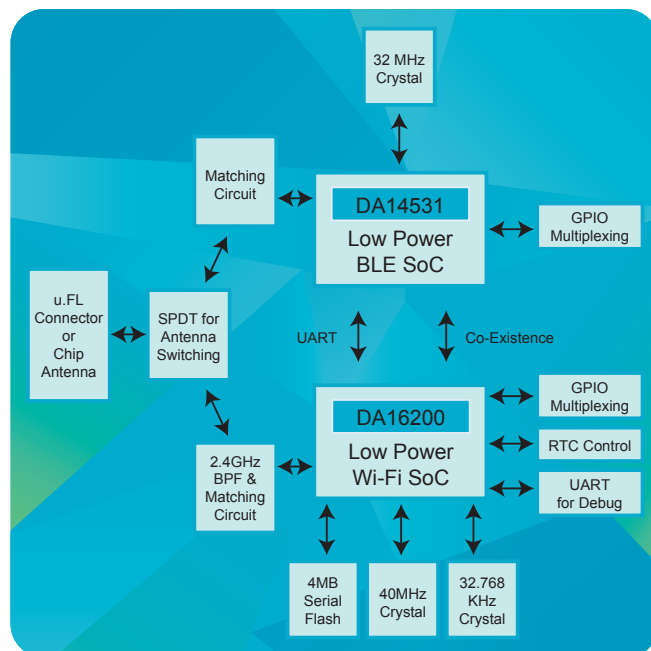 32 MHz
Crystal
Matching
Circuit
DA14531
Low Power
BLE SoC
GPIO
Multiplexing
u.FL
Connector
or
Chip
Antenna
SPDT for
Antenna
Switching
UART
Co-Existence
DA16200
Low Power
Wi-Fi SoC
GPIO
Multiplexing
RTC Control
UART
for Debug
2.4GHz
BPF &
Matching
Circuit
4MB
Serial
Flash
40MHz
Crystal
32.768
KHz
Crystal